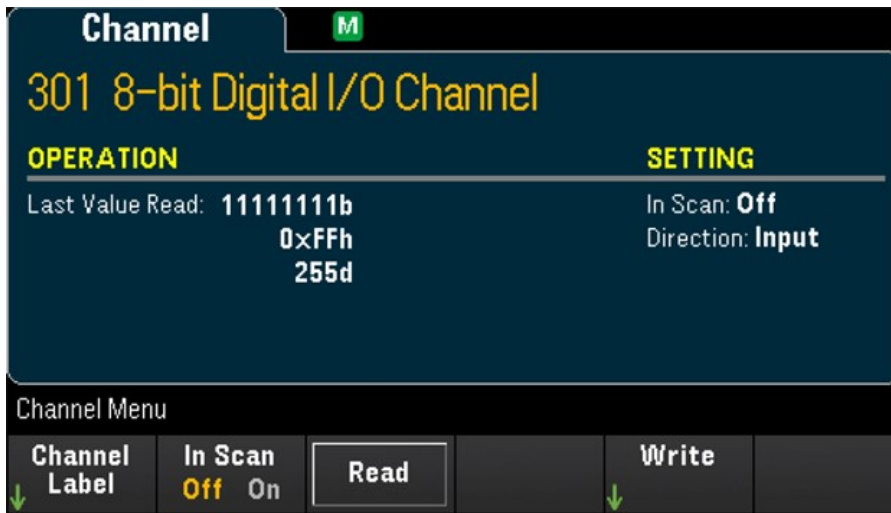 Channel
M
301 8-bit Digital I/O Channel
OPERATION
SETTING
Last Value Read: 11111111b
0xFFh
255d
In Scan: Off
Direction: Input
Channel Menu
Channel Label
In Scan
Off On
Read
Write